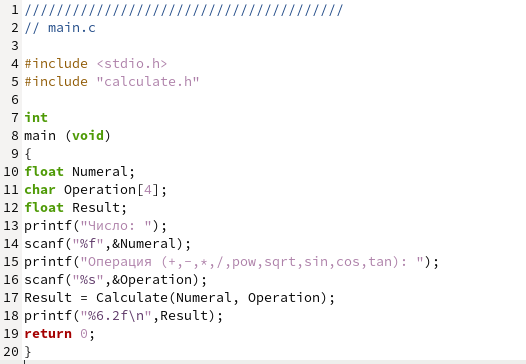 1 ////////////////////////////////////////
2 // main.c
3
4 #include <stdio.h>
5 #include "calculate.h"
6
7 int
8 main (void)
9 {
10 float Numeral;
11 char Operation[4];
12 float Result;
13 printf("Число: ");
14 scanf("%f",&Numeral);
15 printf("Операция (+,-,*,/,pow,sqrt,sin,cos,tan): ");
16 scanf("%s",&Operation);
17 Result = Calculate(Numeral, Operation);
18 printf("%6.2f\n",Result);
19 return 0;
20 }